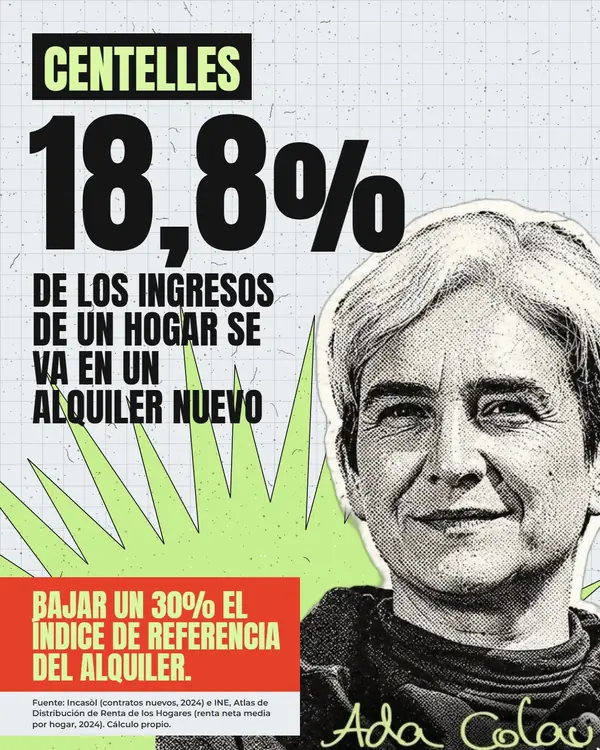 CENTELLES
18,8%
DE LOS INGRESOS
DE UN HOGAR SE
VA EN UN
ALQUILER NUEVO
BAJAR UN 30% EL
ÍNDICE DE REFERENCIA
DEL ALQUILER.
Fuente: Incasòl (contratos nuevos, 2024) e INE, Atlas de
Distribución de Renta de los Hogares (renta neta media
por hogar, 2024). Cálculo propio.
Ada Colau